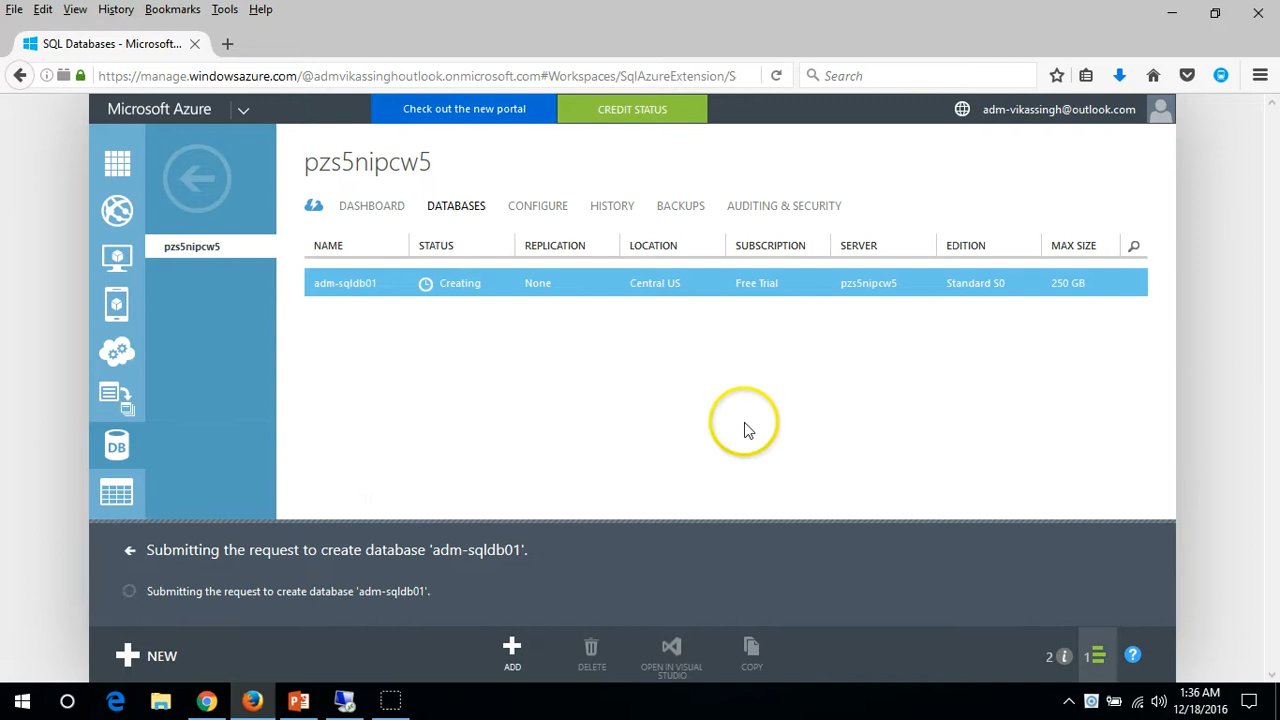 File Edit View History Bookmarks Tools Help
SQL Databases - Microsoft...
https://manage.windowsazure.com/@admvikassinghoutlook.onmicrosoft.com#Workspaces/SqlAzureExtension/S
Search
Microsoft Azure Check out the new portal CREDIT STATUS adm-vikassingh@outlook.com
pzs5nipcw5
DASHBOARD DATABASES CONFIGURE HISTORY BACKUPS AUDITING & SECURITY
pzs5nipcw5
NAME STATUS REPLICATION LOCATION SUBSCRIPTION SERVER EDITION MAX SIZE
adm-sqldb01 Creating None Central US Free Trial pzs5nipcw5 Standard S0 250 GB
DB
Submitting the request to create database 'adm-sqldb01'.
Submitting the request to create database 'adm-sqldb01'.
NEW
ADD
DELETE
OPEN IN VISUAL
STUDIO
COPY
2 1
1:36 AM
12/18/2016